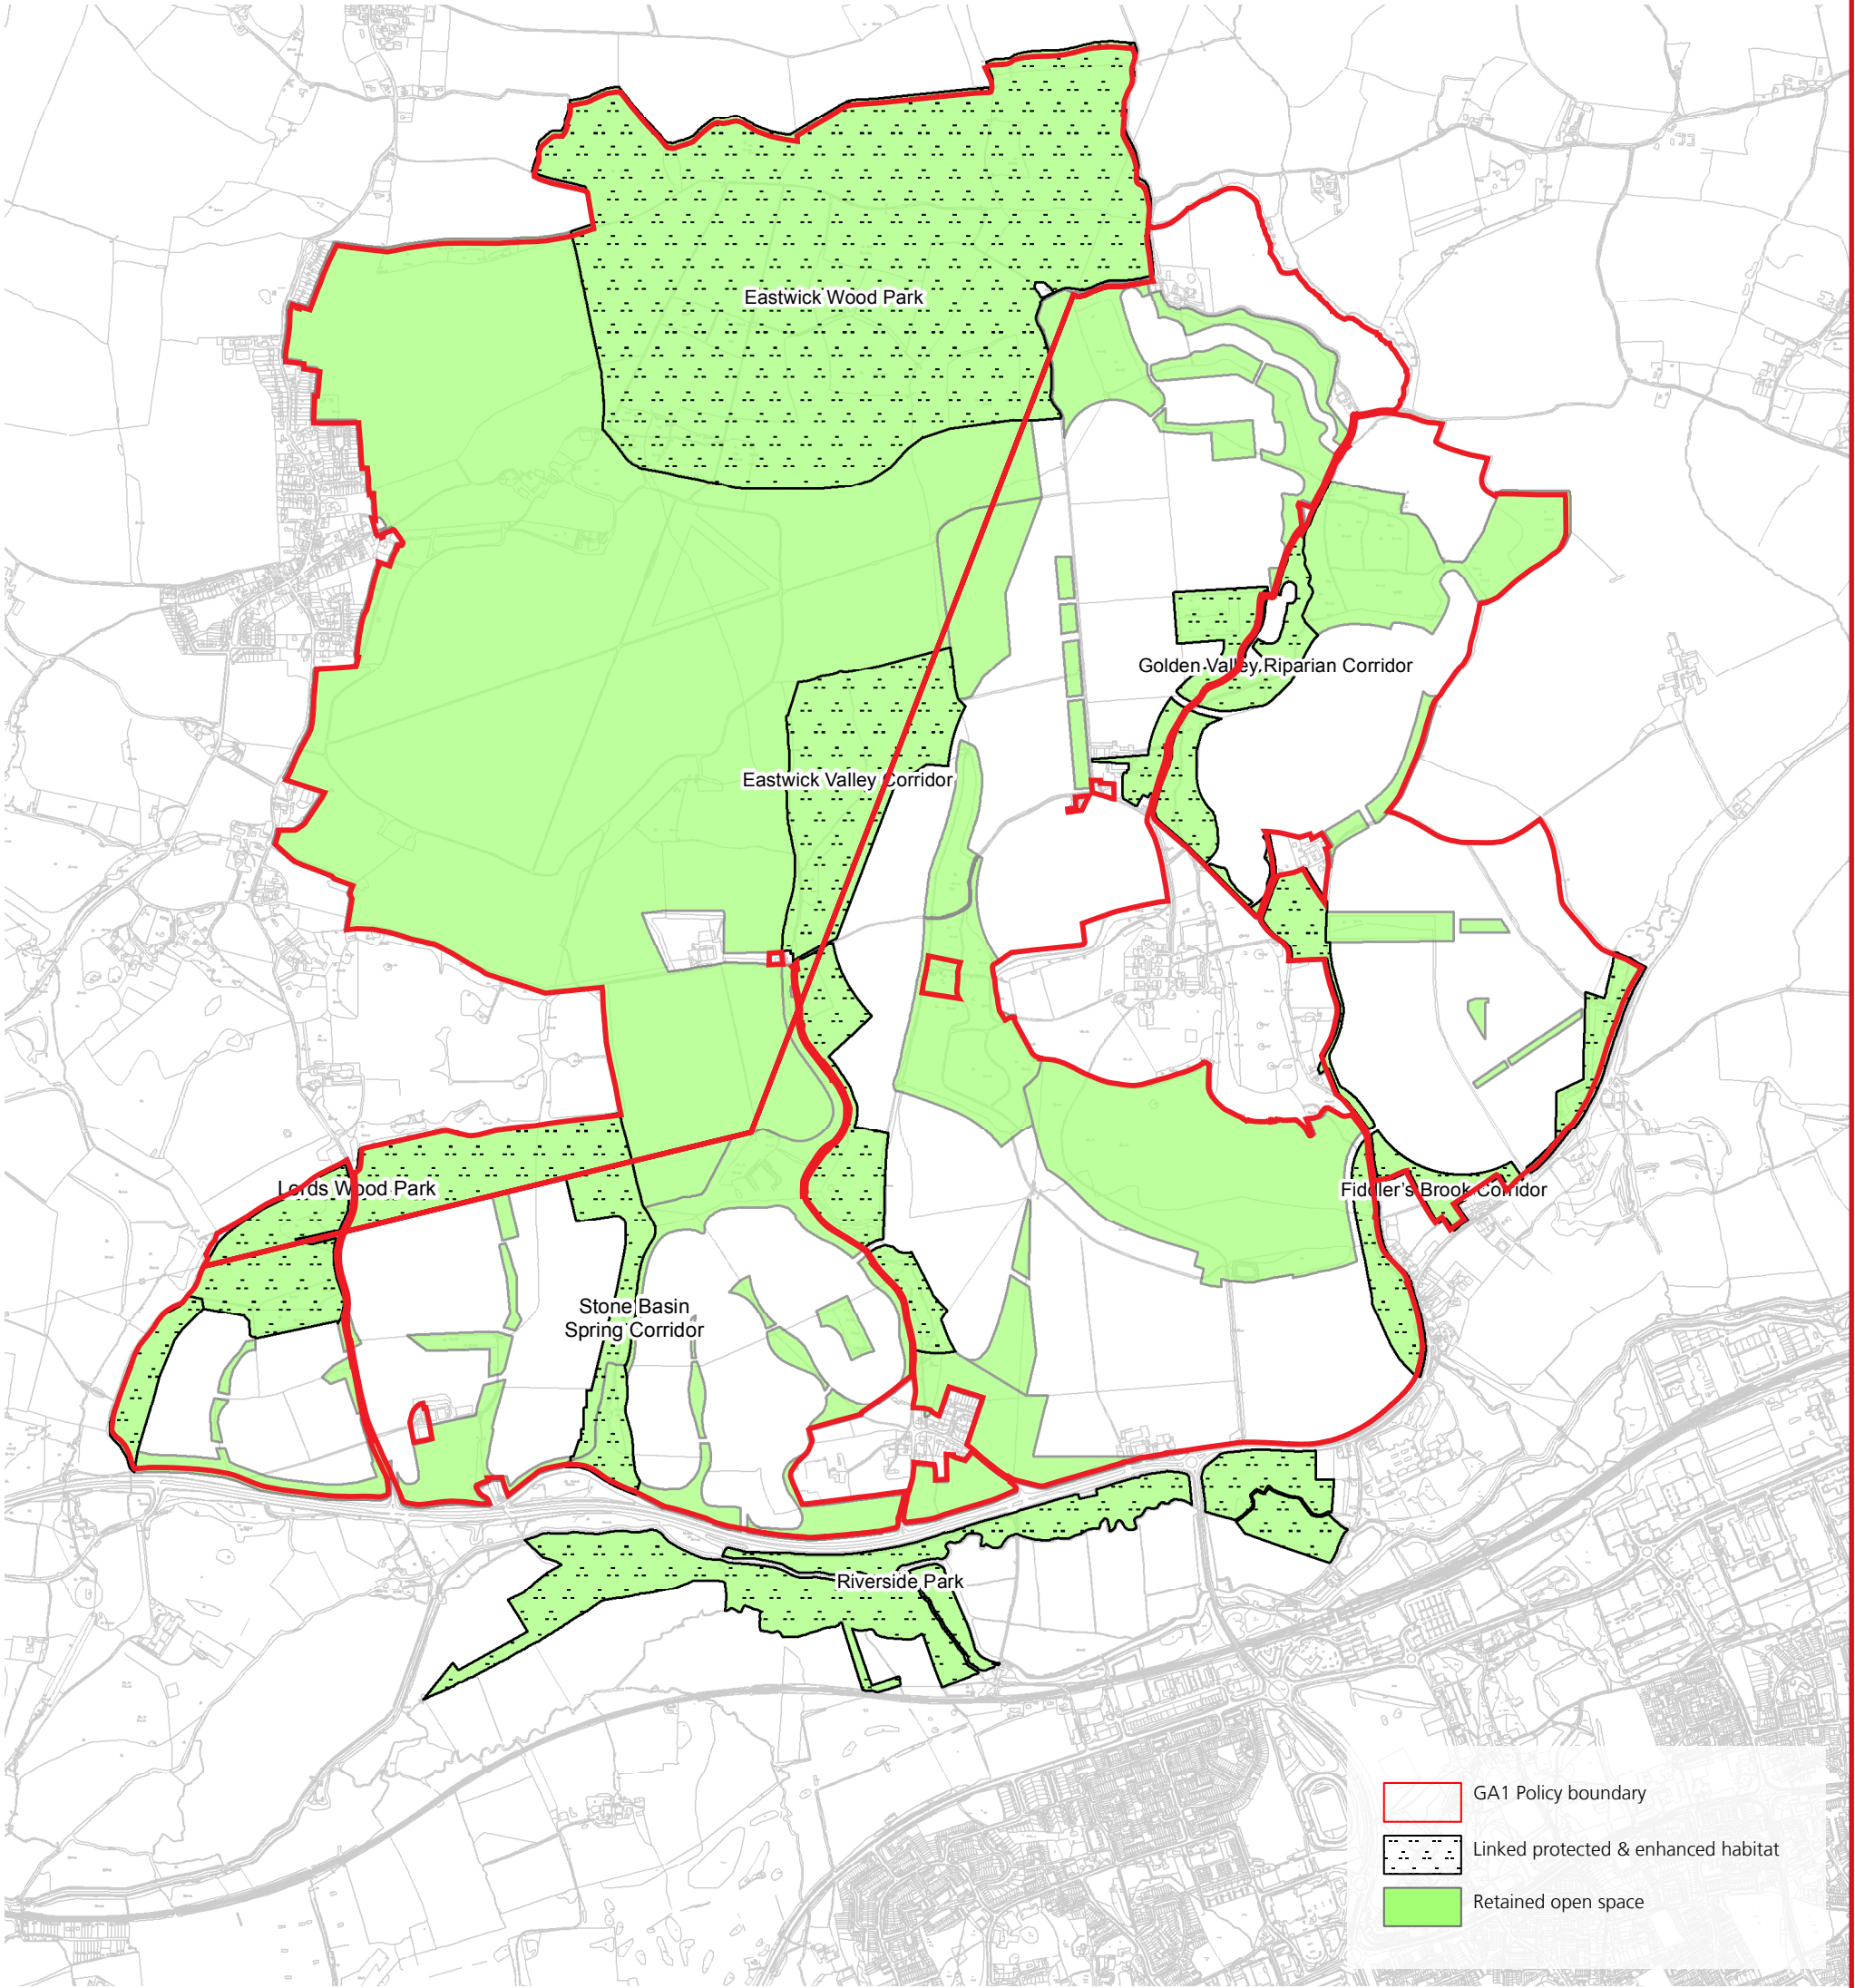 Eastwick Wood Park
Golden Valley Riparian Corridor
Eastwick Valley Corridor
Lords Wood Park
Fiddler's Brook Corridor
Stone Basin
Spring Corridor
Riverside Park
GA1 Policy boundary
Linked protected & enhanced habitat
Retained open space